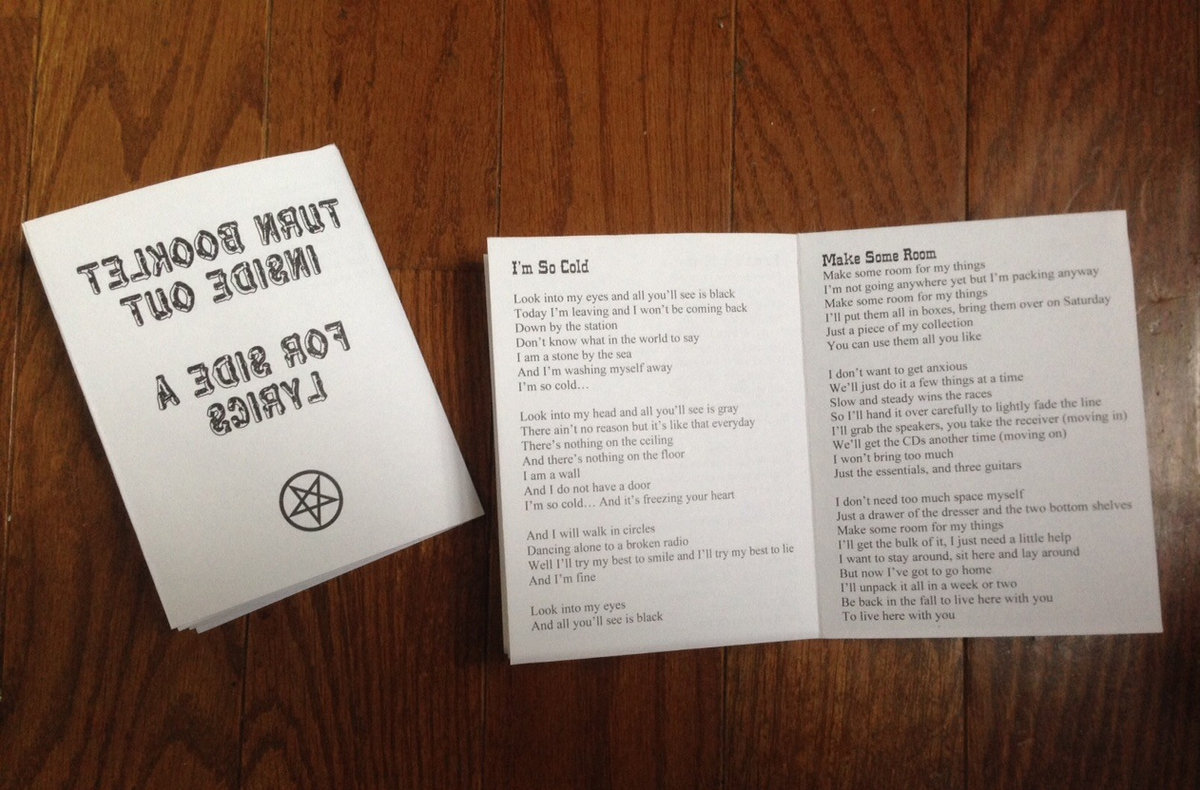 TURN BOOKLET
INSIDE OUT
FOR SIDE A
LYRICS
I'm So Cold
Look into my eyes and all you'll see is black
Today I'm leaving and I won't be coming back
Down by the station
Don't know what in the world to say
I am a stone by the sea
And I'm washing myself away
I'm so cold…
Look into my head and all you'll see is gray
There ain't no reason but it's like that everyday
There's nothing on the ceiling
And there's nothing on the floor
I am a wall
And I do not have a door
I'm so cold… And it's freezing your heart
And I will walk in circles
Dancing alone to a broken radio
Well I'll try my best to smile and I'll try my best to lie
And I'm fine
Look into my eyes
And all you'll see is black
Make Some Room
Make some room for my things
I'm not going anywhere yet but I'm packing anyway
Make some room for my things
I'll put them all in boxes, bring them over on Saturday
Just a piece of my collection
You can use them all you like
I don't want to get anxious
We'll just do it a few things at a time
Slow and steady wins the races
So I'll hand it over carefully to lightly fade the line
I'll grab the speakers, you take the receiver (moving in)
We'll get the CDs another time (moving on)
I won't bring too much
Just the essentials, and three guitars
I don't need too much space myself
Just a drawer of the dresser and the two bottom shelves
Make some room for my things
I'll get the bulk of it, I just need a little help
I want to stay around, sit here and lay around
But now I've got to go home
I'll unpack it all in a week or two
Be back in the fall to live here with you
To live here with you